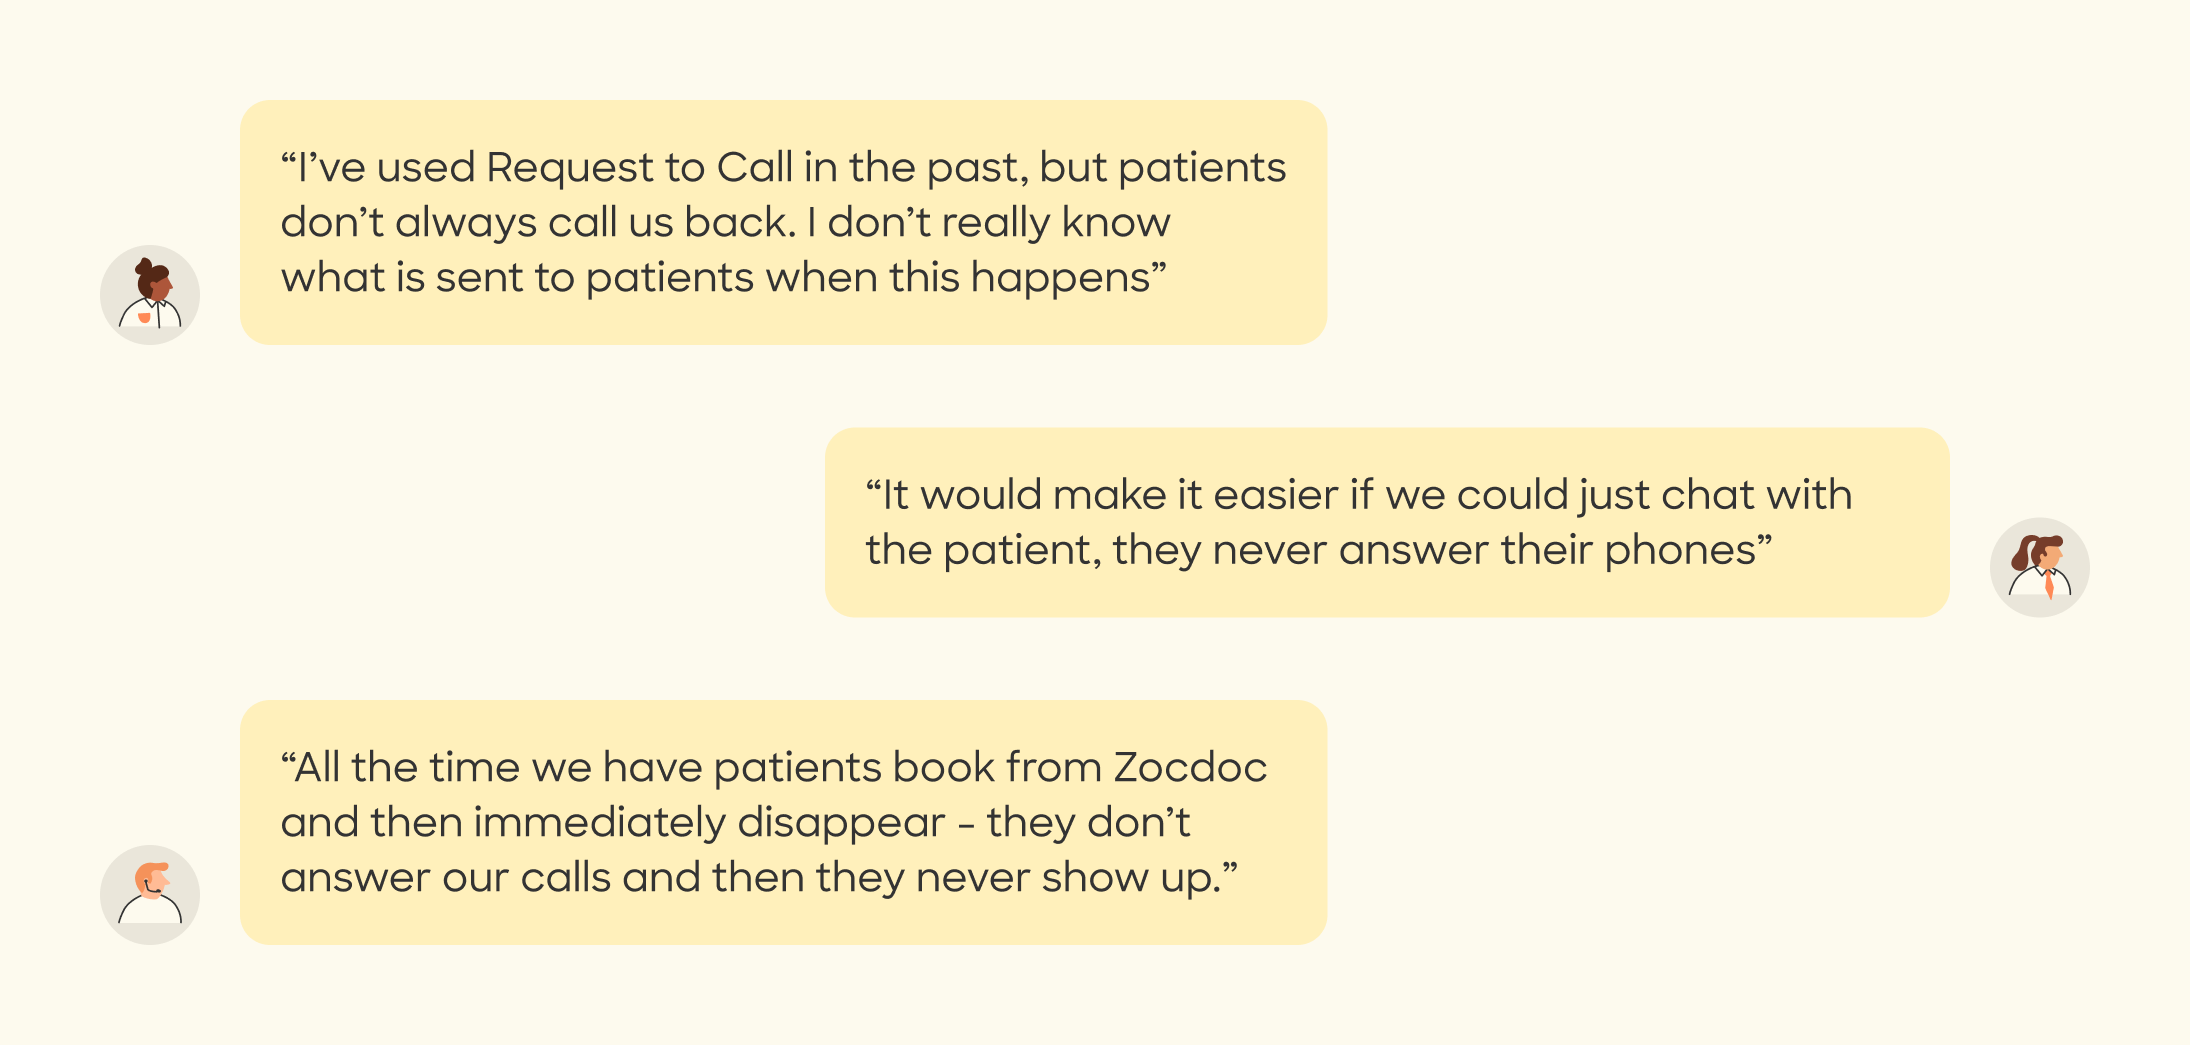 “I’ve used Request to Call in the past, but patients
don’t always call us back. I don’t really know
what is sent to patients when this happens”
“It would make it easier if we could just chat with
the patient, they never answer their phones”
“All the time we have patients book from Zocdoc
and then immediately disappear - they don’t
answer our calls and then they never show up.”